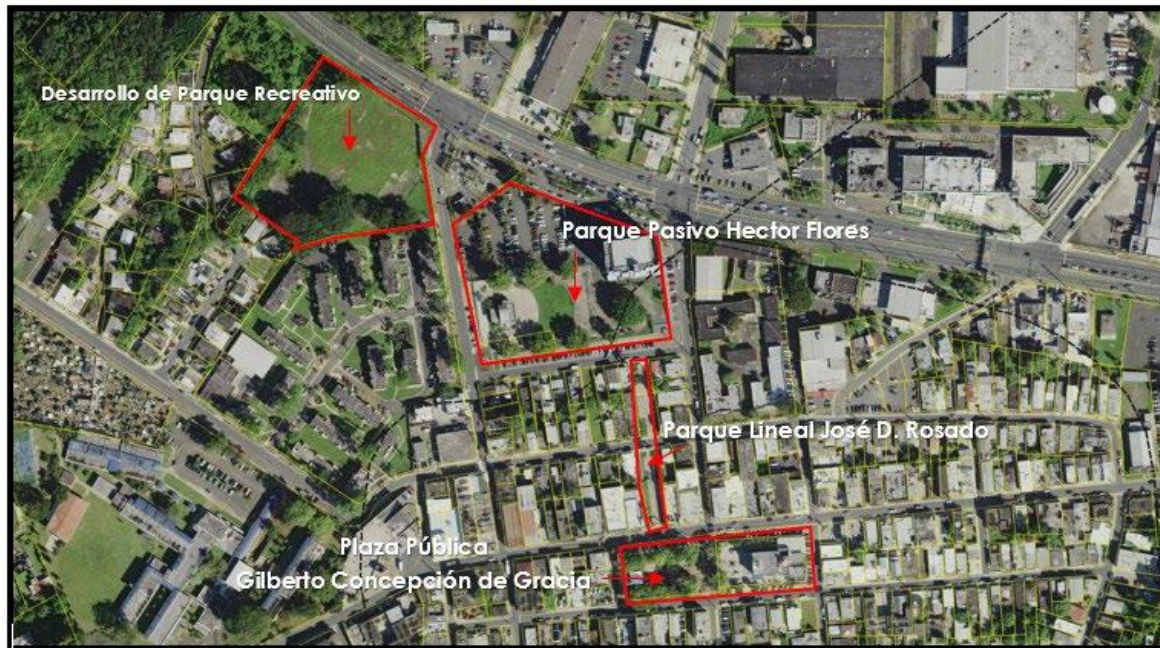 Desarrollo de Parque Recreativo
Parque Pasivo Hector Flores
Parque Lineal José D. Rosado
Plaza Pública
Gilberto Concepción de Gracia